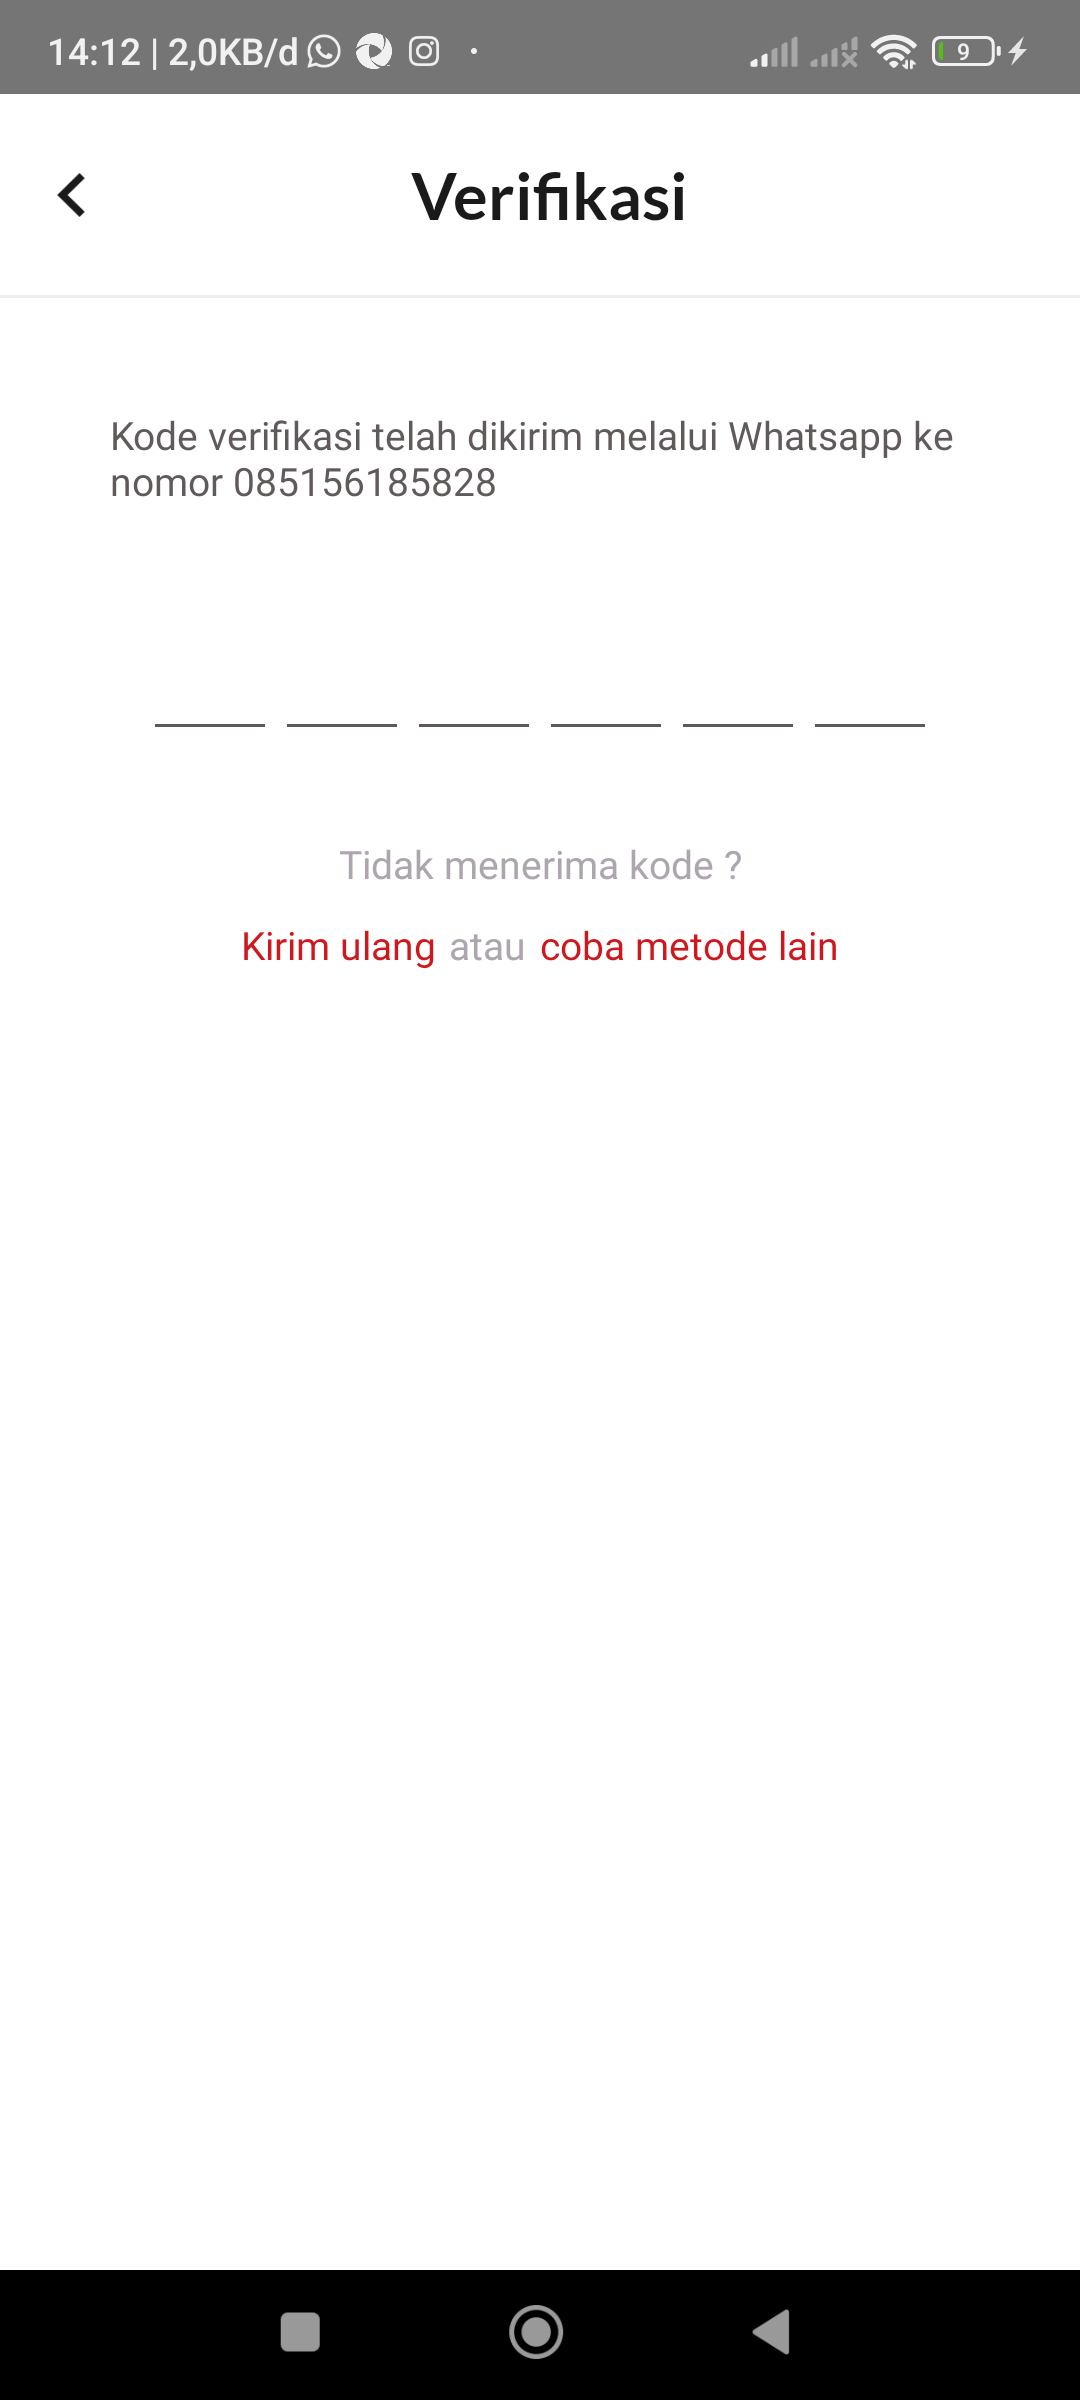 14:12 | 2,0KB/d
9
Verifikasi
Kode verifikasi telah dikirim melalui Whatsapp ke
nomor 085156185828
Tidak menerima kode ?
Kirim ulang atau coba metode lain